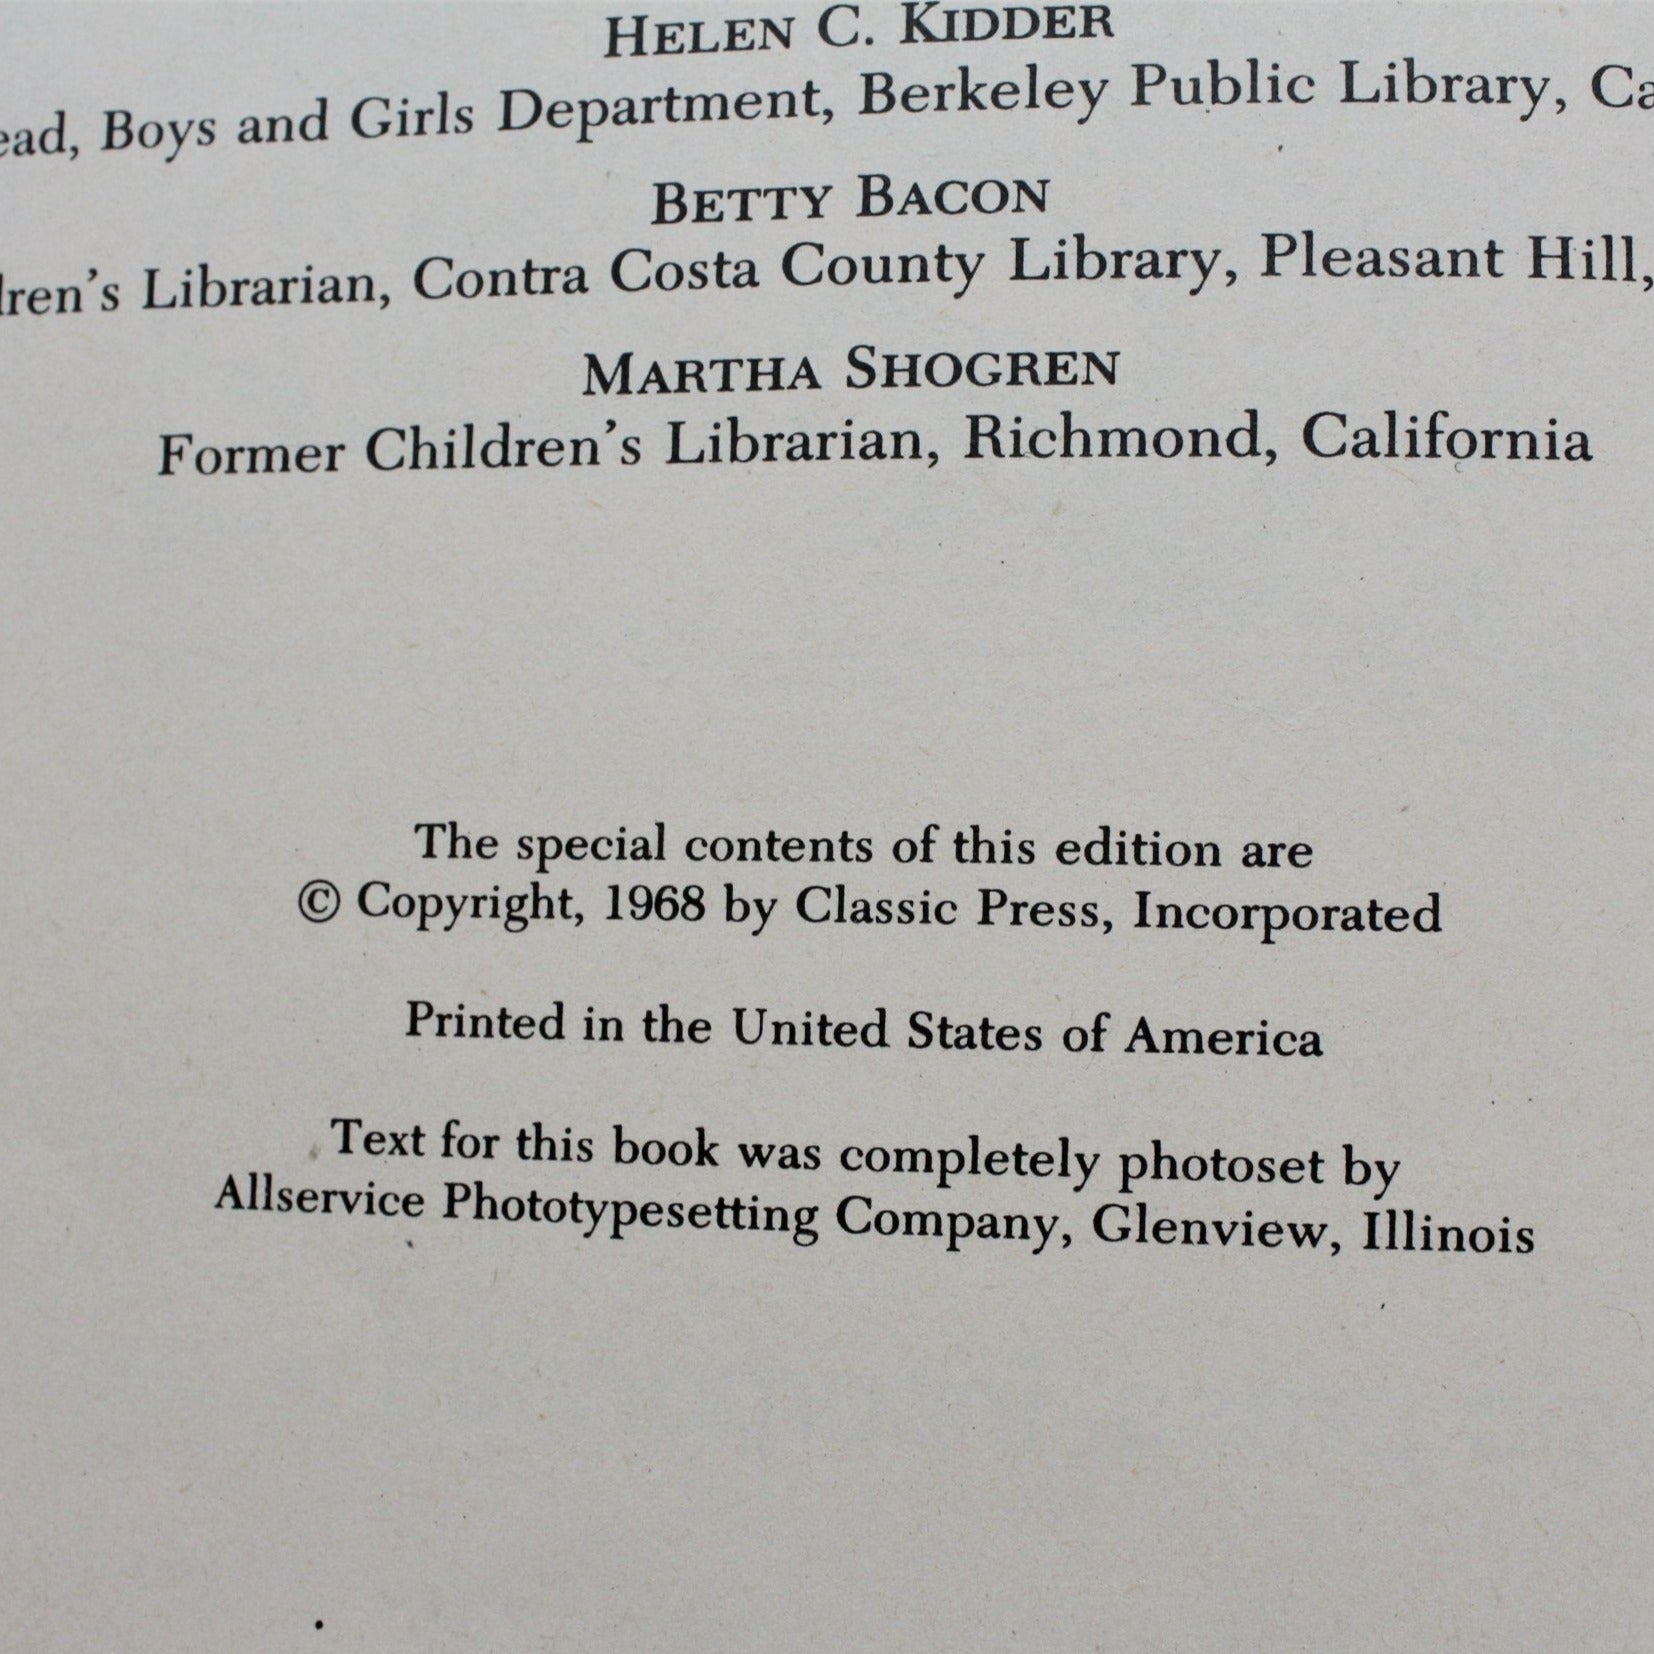 HELEN C. KIDDER
Boys and Girls Department, Berkeley Public Library,
BETTY BACON
Librarian, Contra Costa County Library, Pleasant Hill,
MARTHA SHOGREN
Former Children's Librarian, Richmond, California
The special contents of this edition are
© Copyright, 1968 by Classic Press, Incorporated
Printed in the United States of America
Text for this book was completely photoset by
Allservice Phototypesetting Company, Glenview, Illinois